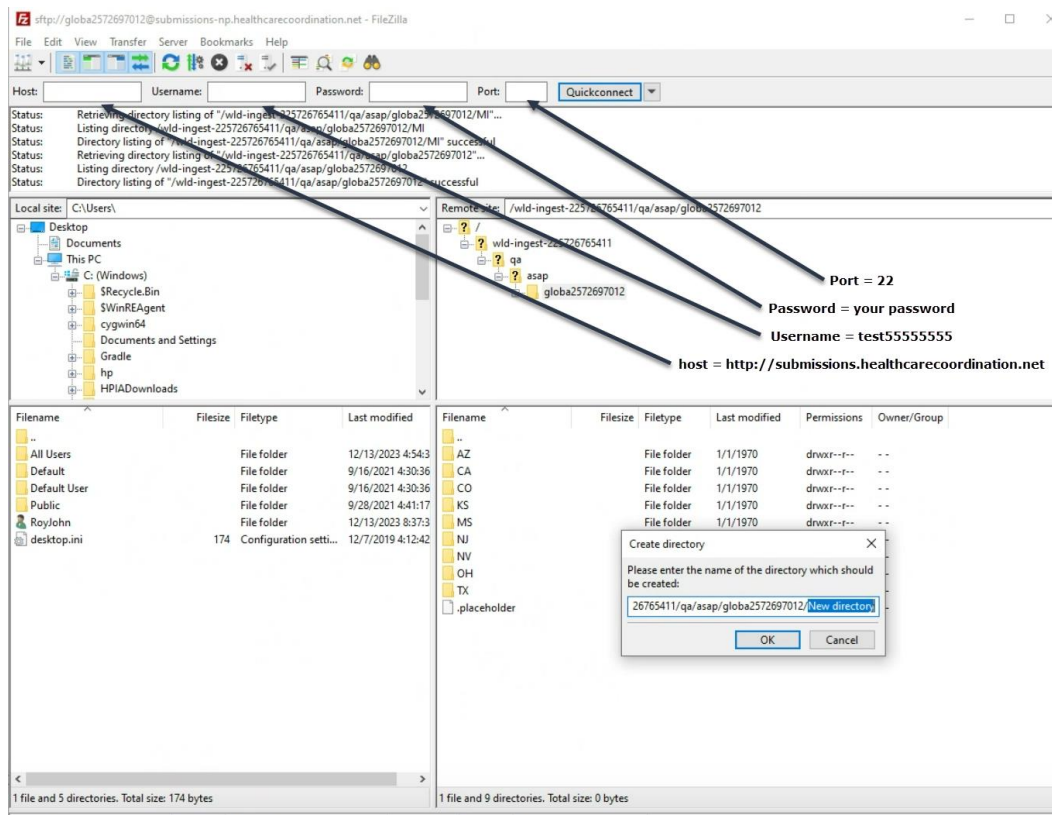 sftp://globa2572697012@submissions-np.healthcarecoordination.net - FileZilla
File Edit View Transfer Server Bookmarks Help
Host: Username: Password: Port: Quickconnect
Status: Retrieving directory listing of "/wld-ingest-225726765411/qa/asap/globa2572697012/MI"...
Status: Listing directory /wld-ingest-225726765411/qa/asap/globa2572697012/MI
Status: Directory listing of "/wld-ingest-225726765411/qa/asap/globa2572697012/MI" successful
Status: Retrieving directory listing of "/wld-ingest-225726765411/qa/asap/globa2572697012"...
Status: Listing directory /wld-ingest-225726765411/qa/asap/globa2572697012
Status: Directory listing of "/wld-ingest-225726765411/qa/asap/globa2572697012" successful
Local site: C:\Users\
Desktop
Documents
This PC
C: (Windows)
$Recycle.Bin
$WinREAgent
cygwin64
Documents and Settings
Gradle
hp
HPIADownloads
Remote site: /wld-ingest-225726765411/qa/asap/globa2572697012
/
wld-ingest-225726765411
qa
asap
globa2572697012
Port = 22
Password = your password
Username = test55555555
host = http://submissions.healthcarecoordination.net
Filename Filesize Filetype Last modified
..
All Users File folder 12/13/2023 4:54:3
Default File folder 9/16/2021 4:30:36
Default User File folder 9/16/2021 4:30:36
Public File folder 9/28/2021 4:41:17
RoyJohn File folder 12/13/2023 8:37:3
desktop.ini 174 Configuration setti... 12/7/2019 4:12:42
1 file and 5 directories. Total size: 174 bytes
Filename Filesize Filetype Last modified Permissions Owner/Group
..
AZ File folder 1/1/1970 drwxr--r-- - -
CA File folder 1/1/1970 drwxr--r-- - -
CO File folder 1/1/1970 drwxr--r-- - -
KS File folder 1/1/1970 drwxr--r-- - -
MS File folder 1/1/1970 drwxr--r-- - -
NJ
NV
OH
TX
.placeholder
Create directory
Please enter the name of the directory which should
be created:
26765411/qa/asap/globa2572697012/New directory
OK Cancel
1 file and 9 directories. Total size: 0 bytes